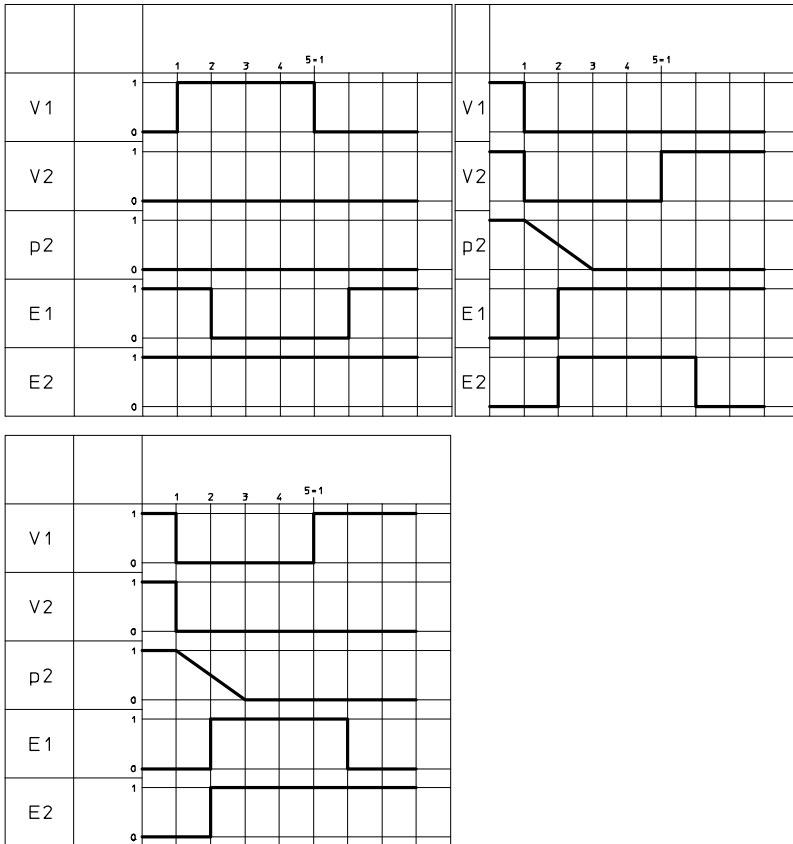 1 2 3 4 5=1
V1 1 0
V2 1 0
p2 1 0
E1 1 0
E2 1 0
1 2 3 4 5=1
V1
V2
p2
E1
E2
1 2 3 4 5=1
V1 1 0
V2 1 0
p2 1 0
E1 1 0
E2 1 0